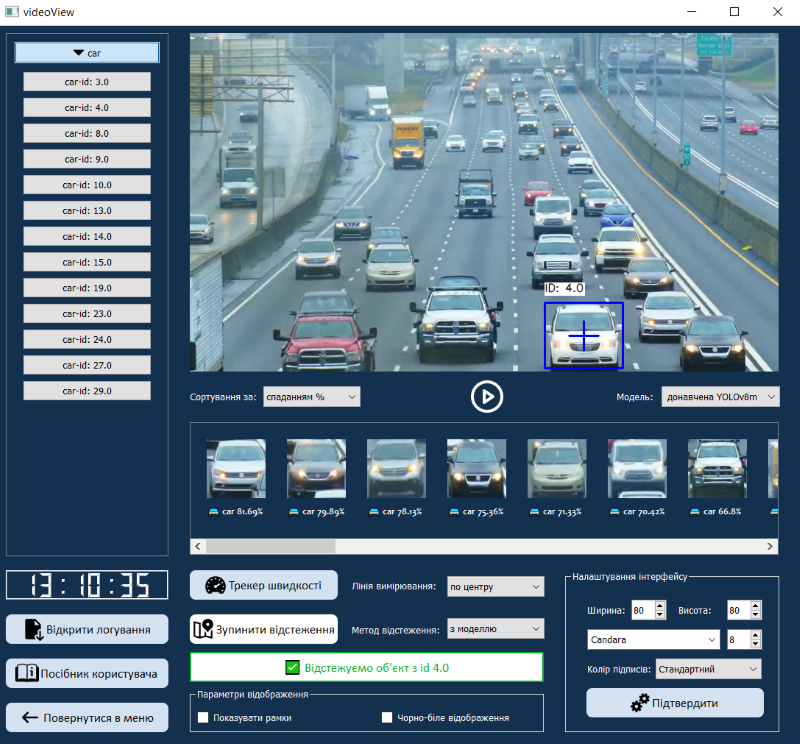 videoView
car
car-id: 3.0
car-id: 4.0
car-id: 8.0
car-id: 9.0
car-id: 10.0
car-id: 13.0
car-id: 14.0
car-id: 15.0
car-id: 19.0
car-id: 23.0
car-id: 24.0
car-id: 27.0
car-id: 29.0
ID: 4.0
Сортування за: спаданням %
Модель: донавчена YOLOv8m
car 81.69% car 79.89% car 78.13% car 75.36% car 71.33% car 70.42% car 66.8%
13:10:35
Відкрити логування
Посібник користувача
Повернутися в меню
Трекер швидкості
Лінія вимірювання: по центру
Зупинити відстеження
Метод відстеження: з моделлю
Відстежуємо об'єкт з id 4.0
Параметри відображення
Показувати рамки
Чорно-біле відображення
Налаштування інтерфейсу
Ширина: 80 Висота: 80
Candara 8
Колір підписів: Стандартний
Підтвердити